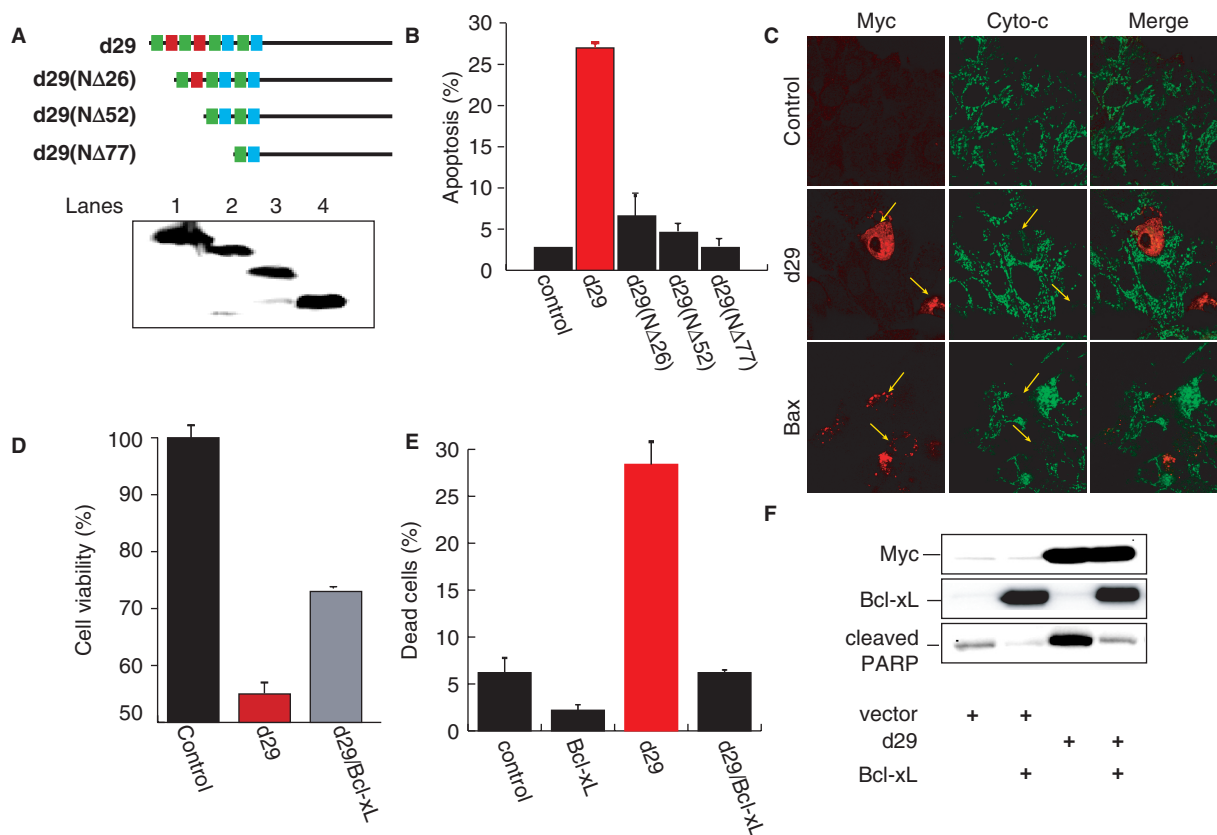 A
d29
d29(NΔ26)
d29(NΔ52)
d29(NΔ77)
Lanes 1 2 3 4
B
Apoptosis (%)
30
25
20
15
10
5
0
control
d29
d29(NΔ26)
d29(NΔ52)
d29(NΔ77)
C
Myc Cyto-c Merge
Control
d29
Bax
D
Cell viability (%)
100
90
80
70
60
50
Control
d29
d29/Bcl-xL
E
Dead cells (%)
30
25
20
15
10
5
0
control
Bcl-xL
d29
d29/Bcl-xL
F
Myc
Bcl-xL
cleaved
PARP
vector + +
d29 + +
Bcl-xL + +